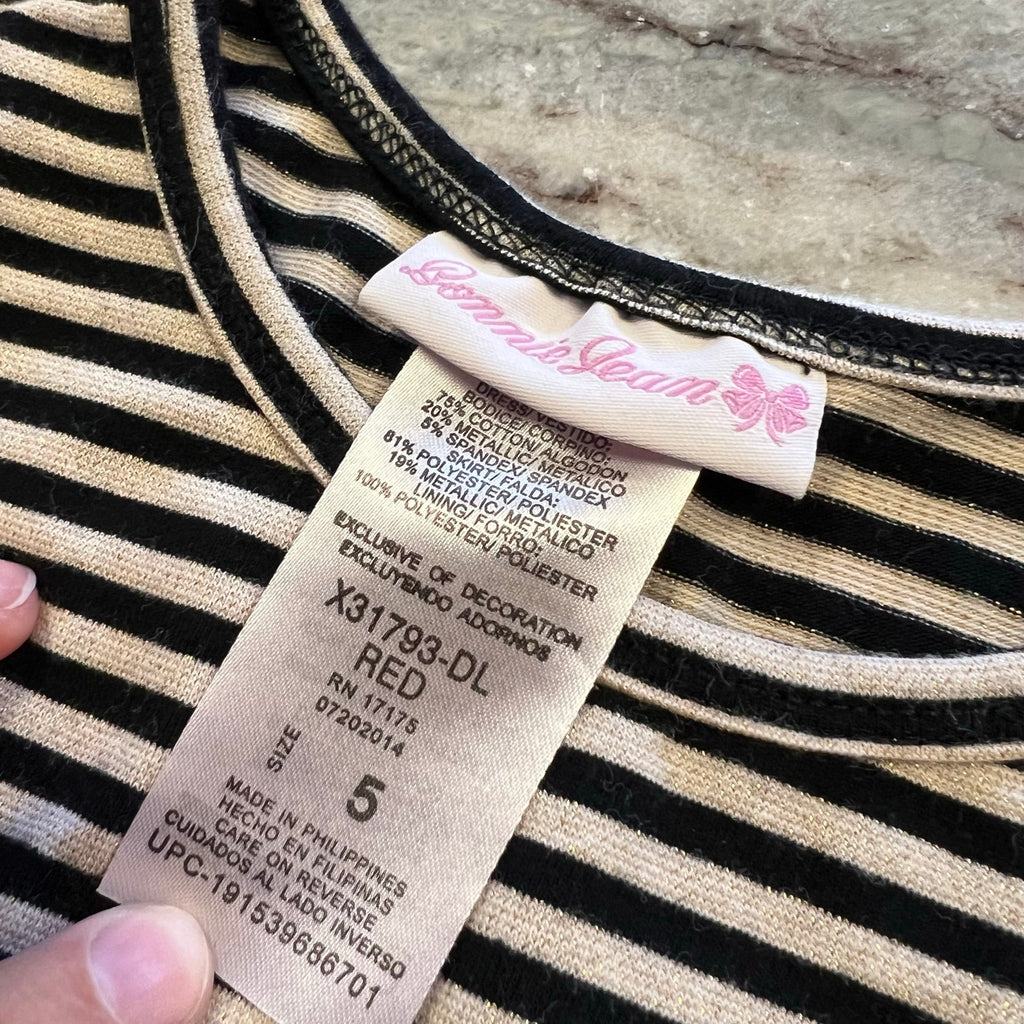 Bonnie Jean
DRESS/VESTIDO:
BODICE/CORPINO:
75% COTTON/ALGODON
20% METALLIC/METALICO
5% SPANDEX/SPANDEX
SKIRT/FALDA:
81% POLYESTER/POLIESTER
19% METALLIC/METALICO
LINING/FORRO:
100% POLYESTER/POLIESTER
EXCLUSIVE OF DECORATION
EXCLUYENDO ADORNOS
X31793-DL
RED
RN 17175
07202014
SIZE 5
MADE IN PHILIPPINES
HECHO EN FILIPINAS
CARE ON REVERSE
CUIDADOS AL LADO INVERSO
UPC-191539686701